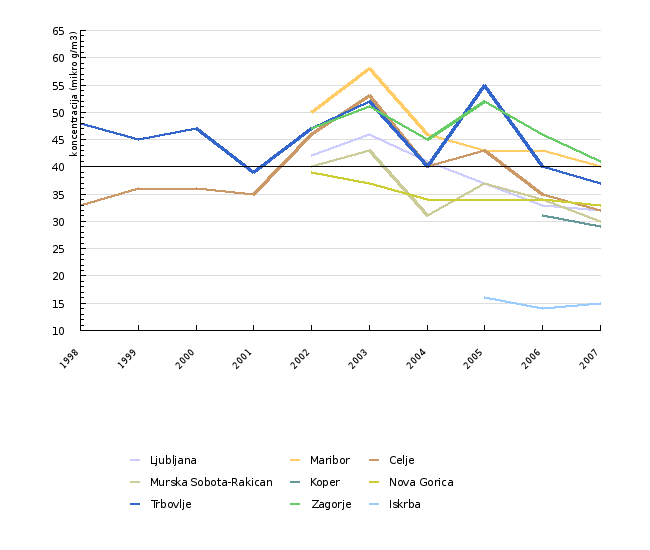 koncentracija (mikro g/m3)
65
60
55
50
45
40
35
30
25
20
15
10
1998 1999 2000 2001 2002 2003 2004 2005 2006 2007
Ljubljana Maribor Celje
Murska Sobota-Rakican Koper Nova Gorica
Trbovlje Zagorje Iskrba